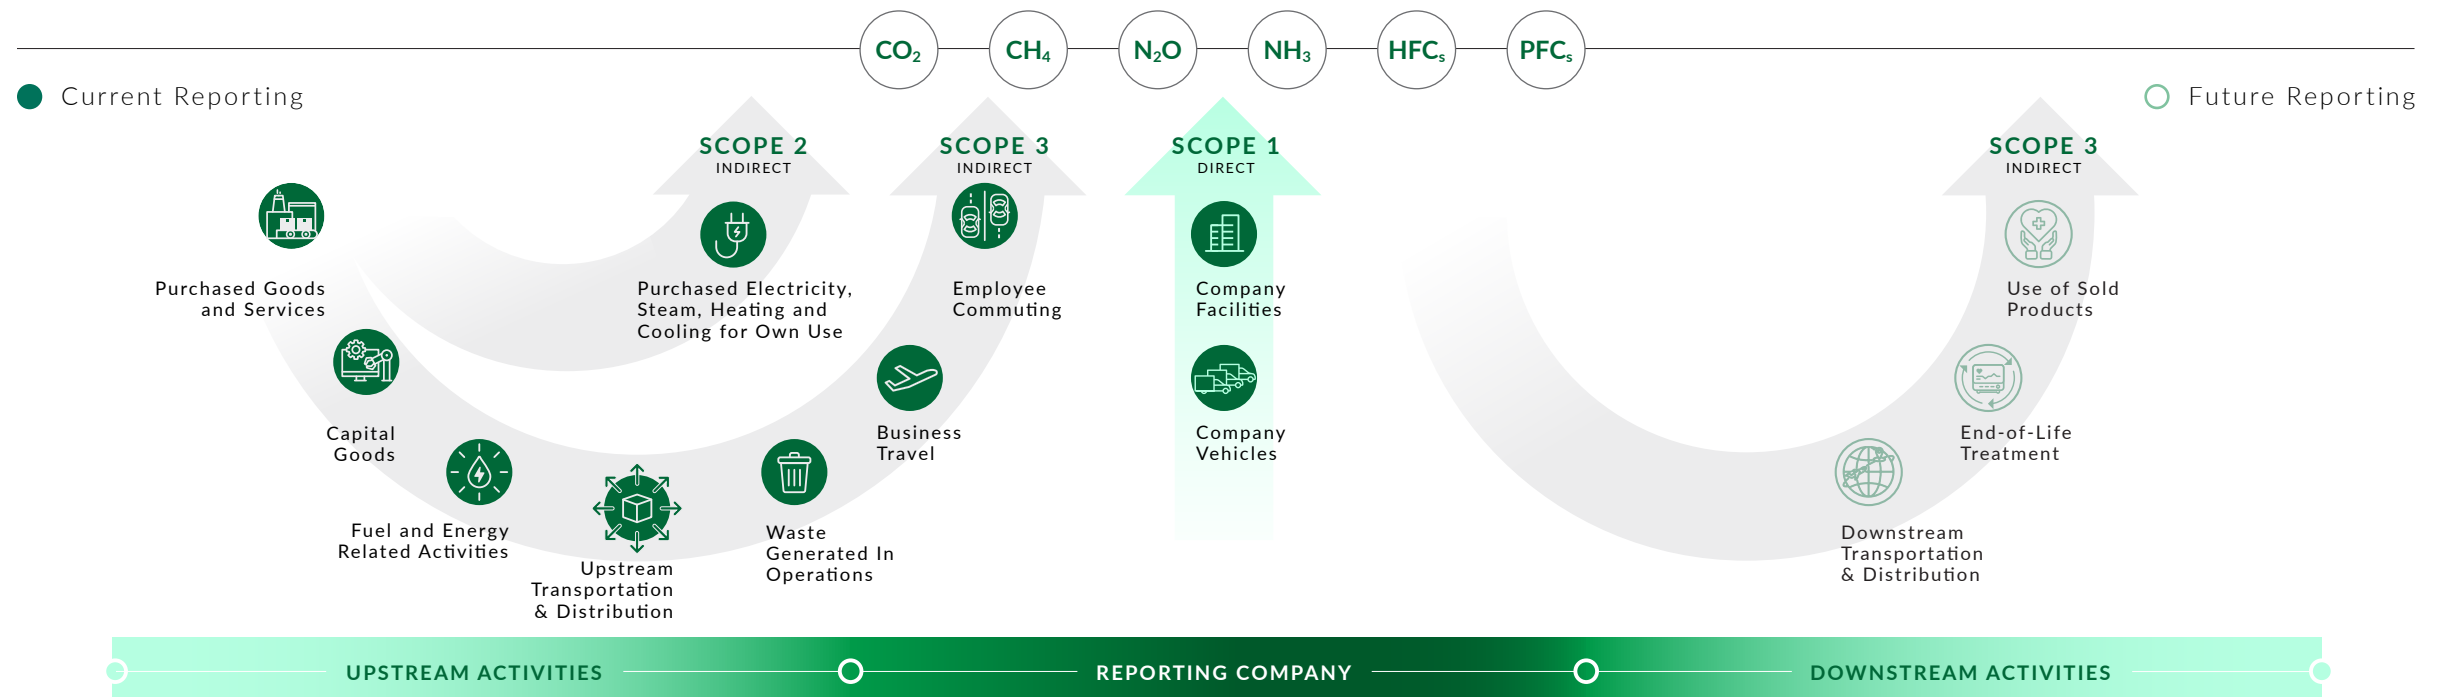 CO₂ CH₄ N₂O NH₃ HFCs PFCs
Current Reporting
Future Reporting
SCOPE 2
INDIRECT
SCOPE 3
INDIRECT
SCOPE 1
DIRECT
SCOPE 3
INDIRECT
Purchased Goods
and Services
Purchased Electricity,
Steam, Heating and
Cooling for Own Use
Employee
Commuting
Company
Facilities
Use of Sold
Products
Capital
Goods
Business
Travel
Company
Vehicles
End-of-Life
Treatment
Fuel and Energy
Related Activities
Upstream
Transportation
& Distribution
Waste
Generated In
Operations
Downstream
Transportation
& Distribution
UPSTREAM ACTIVITIES
REPORTING COMPANY
DOWNSTREAM ACTIVITIES